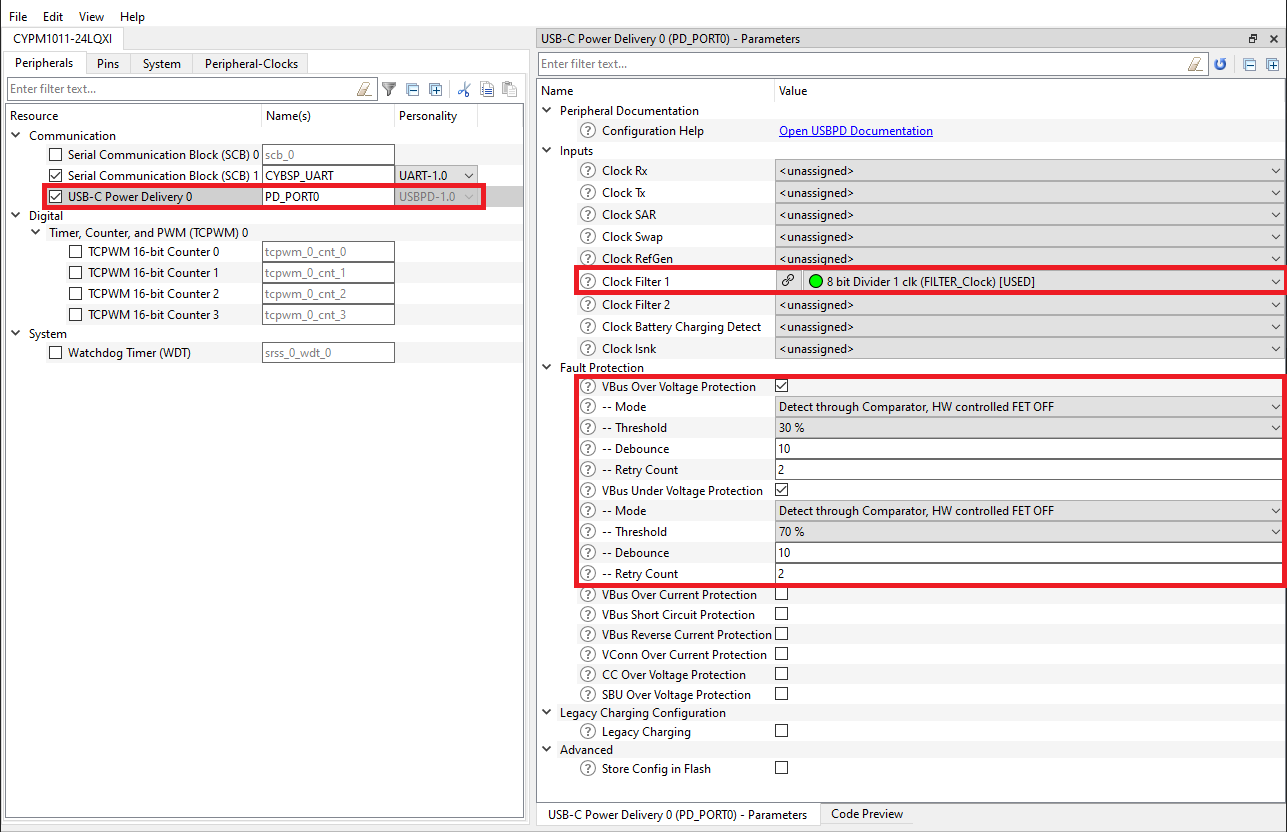 File Edit View Help
CYPM1011-24LQXI
Peripherals Pins System Peripheral-Clocks
Enter filter text...
Resource Name(s) Personality
Communication
Serial Communication Block (SCB) 0 scb_0
Serial Communication Block (SCB) 1 CYBSP_UART UART-1.0
USB-C Power Delivery 0 PD_PORT0 USBPD-1.0
Digital
Timer, Counter, and PWM (TCPWM) 0
TCPWM 16-bit Counter 0 tcpwm_0_cnt_0
TCPWM 16-bit Counter 1 tcpwm_0_cnt_1
TCPWM 16-bit Counter 2 tcpwm_0_cnt_2
TCPWM 16-bit Counter 3 tcpwm_0_cnt_3
System
Watchdog Timer (WDT) srss_0_wdt_0
USB-C Power Delivery 0 (PD_PORT0) - Parameters
Enter filter text...
Name Value
Peripheral Documentation
? Configuration Help Open USBPD Documentation
Inputs
? Clock Rx <unassigned>
? Clock Tx <unassigned>
? Clock SAR <unassigned>
? Clock Swap <unassigned>
? Clock RefGen <unassigned>
? Clock Filter 1 8 bit Divider 1 clk (FILTER_Clock) [USED]
? Clock Filter 2 <unassigned>
? Clock Battery Charging Detect <unassigned>
? Clock Isnk <unassigned>
Fault Protection
? VBus Over Voltage Protection
? -- Mode Detect through Comparator, HW controlled FET OFF
? -- Threshold 30 %
? -- Debounce 10
? -- Retry Count 2
? VBus Under Voltage Protection
? -- Mode Detect through Comparator, HW controlled FET OFF
? -- Threshold 70 %
? -- Debounce 10
? -- Retry Count 2
? VBus Over Current Protection
? VBus Short Circuit Protection
? VBus Reverse Current Protection
? VConn Over Current Protection
? CC Over Voltage Protection
? SBU Over Voltage Protection
Legacy Charging Configuration
? Legacy Charging
Advanced
? Store Config in Flash
USB-C Power Delivery 0 (PD_PORT0) - Parameters Code Preview